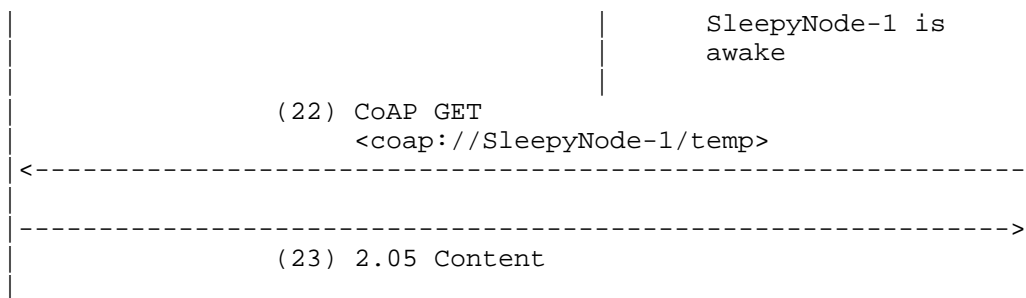 SleepyNode-1 is
awake
(22) CoAP GET
<coap://SleepyNode-1/temp>
<---------------------------------------------------------------
--------------------------------------------------------------->
(23) 2.05 Content